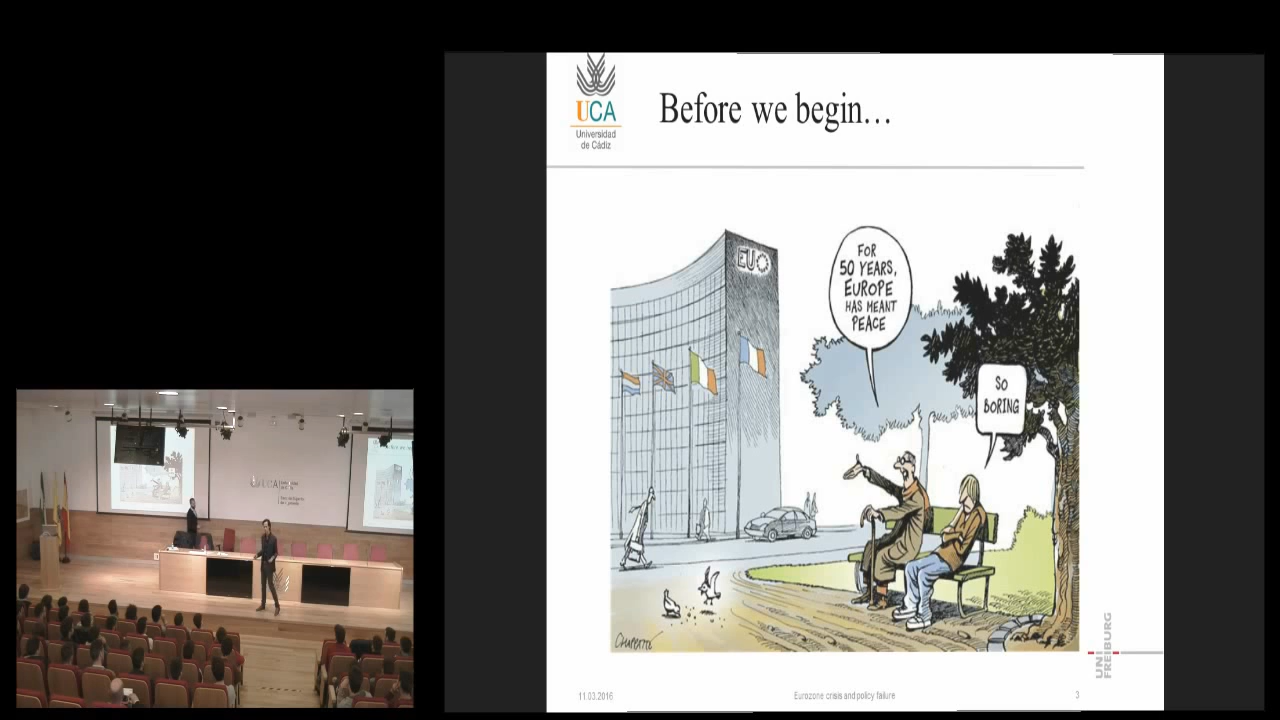 UCA
Universidad
de Cádiz
Before we begin...
EU
FOR
50 YEARS,
EUROPE
HAS MEANT
PEACE
SO
BORING
CHAPPATTE
UNI
FREIBURG
11.03.2016
Eurozone crisis and policy failure
3
UCA